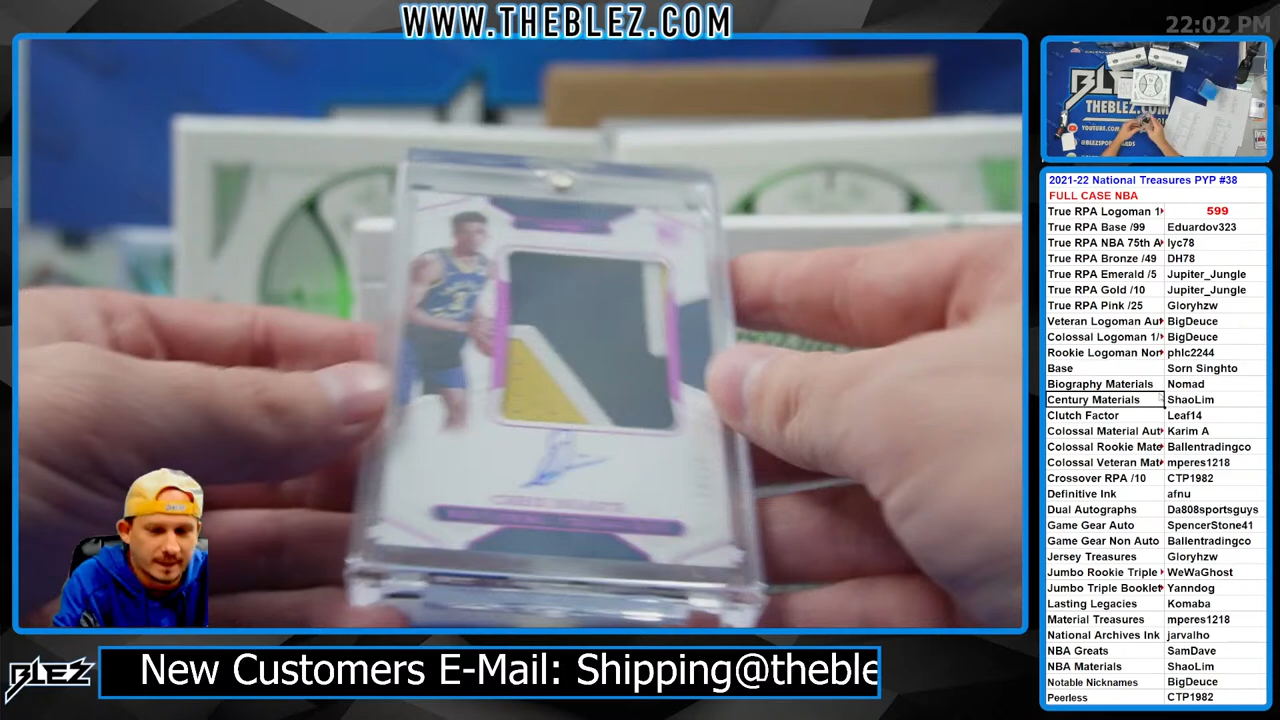 WWW.THEBLEZ.COM
22:02 PM
BLEZ
THEBLEZ.COM
2021-22 National Treasures PYP #38
FULL CASE NBA
True RPA Logoman 1 599
True RPA Base /99 Eduardov323
True RPA NBA 75th A lyc78
True RPA Bronze /49 DH78
True RPA Emerald /5 Jupiter_Jungle
True RPA Gold /10 Jupiter_Jungle
True RPA Pink /25 Gloryhzw
Veteran Logoman Au BigDeuce
Colossal Logoman 1/ BigDeuce
Rookie Logoman Nor phlc2244
Base Sorn Singhto
Biography Materials Nomad
Century Materials ShaoLim
Clutch Factor Leaf14
Colossal Material Aut Karim A
Colossal Rookie Mate Ballentradingco
Colossal Veteran Mat mperes1218
Crossover RPA /10 CTP1982
Definitive Ink afnu
Dual Autographs Da808sportsguys
Game Gear Auto SpencerStone41
Game Gear Non Auto Ballentradingco
Jersey Treasures Gloryhzw
Jumbo Rookie Triple WeWaGhost
Jumbo Triple Booklet Yanndog
Lasting Legacies Komaba
Material Treasures mperes1218
National Archives Ink jarvalho
NBA Greats SamDave
NBA Materials ShaoLim
Notable Nicknames BigDeuce
Peerless CTP1982
BLEZ
New Customers E-Mail: Shipping@theble